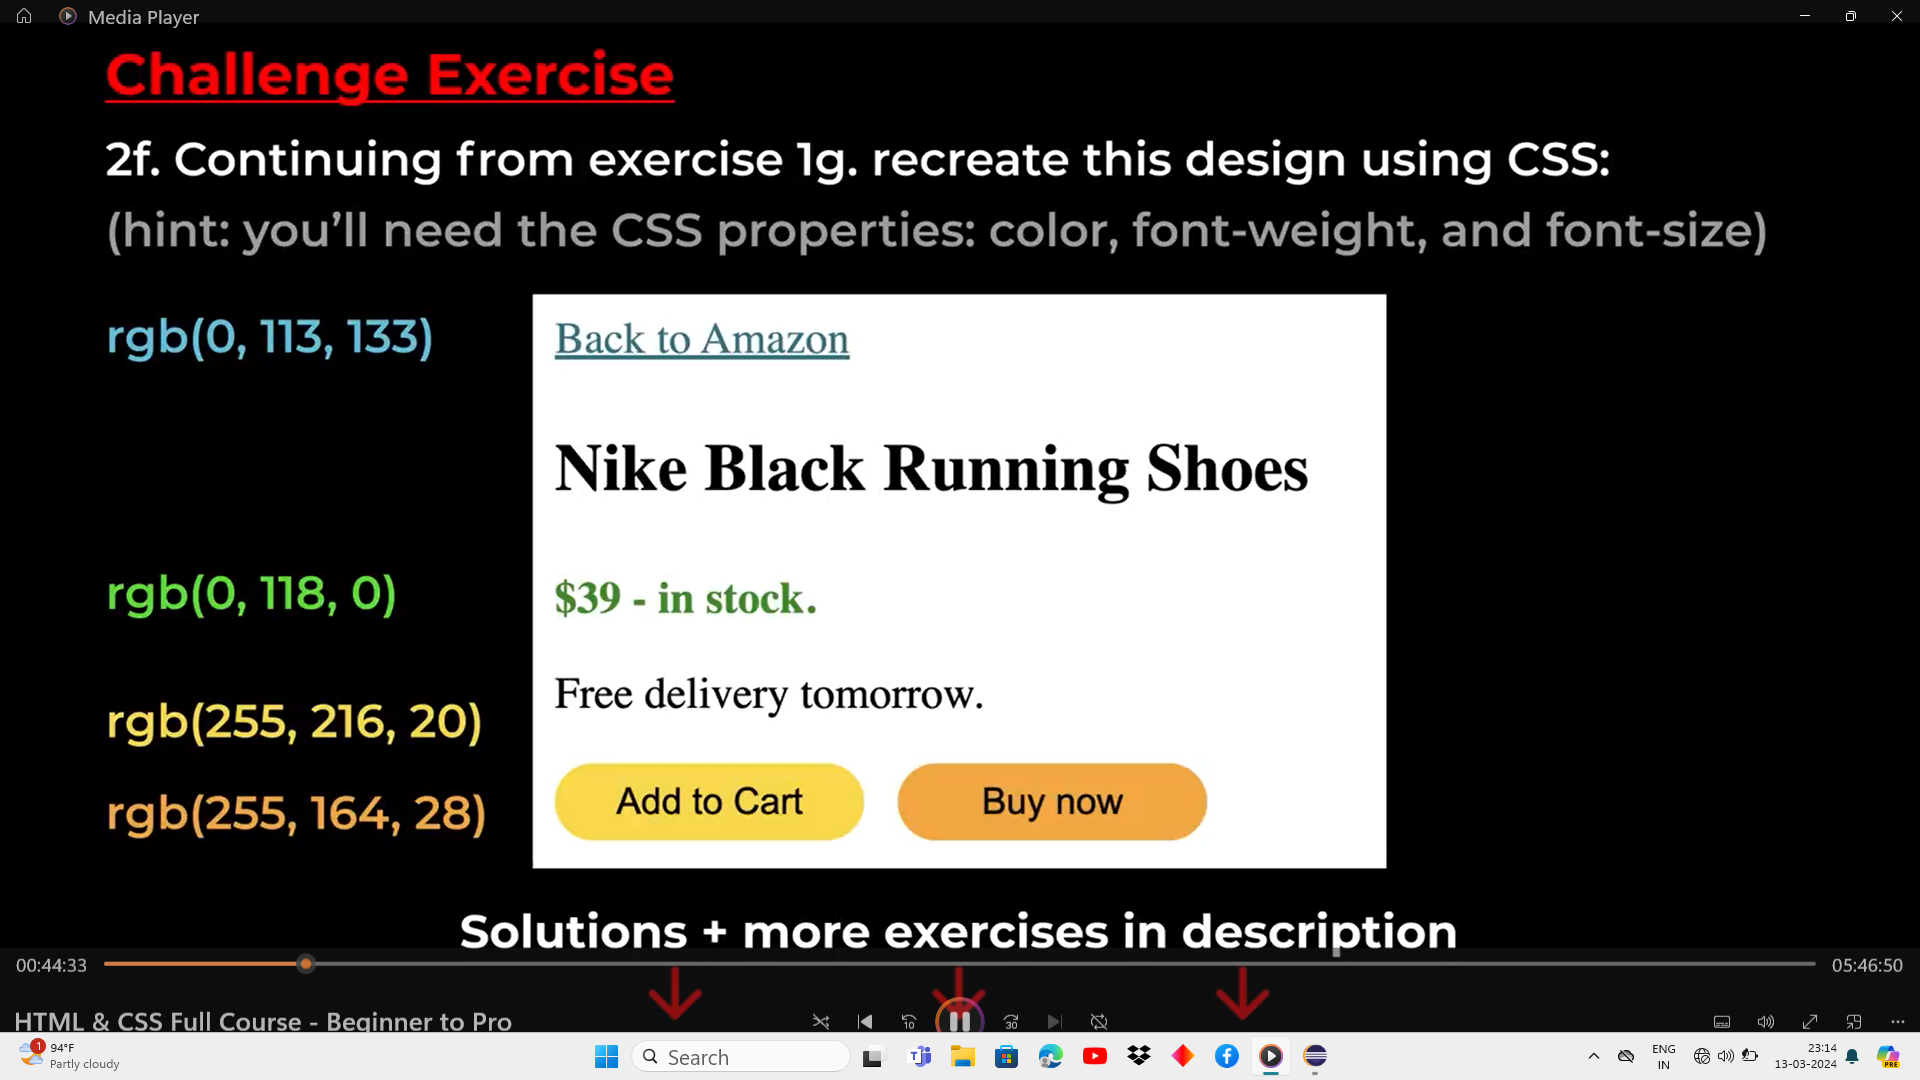 Media Player
Challenge Exercise
2f. Continuing from exercise 1g. recreate this design using CSS:
(hint: you’ll need the CSS properties: color, font-weight, and font-size)
rgb(0, 113, 133)
Back to Amazon
Nike Black Running Shoes
rgb(0, 118, 0)
$39 - in stock.
Free delivery tomorrow.
rgb(255, 216, 20)
Add to Cart
Buy now
rgb(255, 164, 28)
Solutions + more exercises in description
00:44:33
05:46:50
HTML & CSS Full Course - Beginner to Pro
10
30
1
94°F
Partly cloudy
Search
ENG
IN
23:14
13-03-2024
PRE